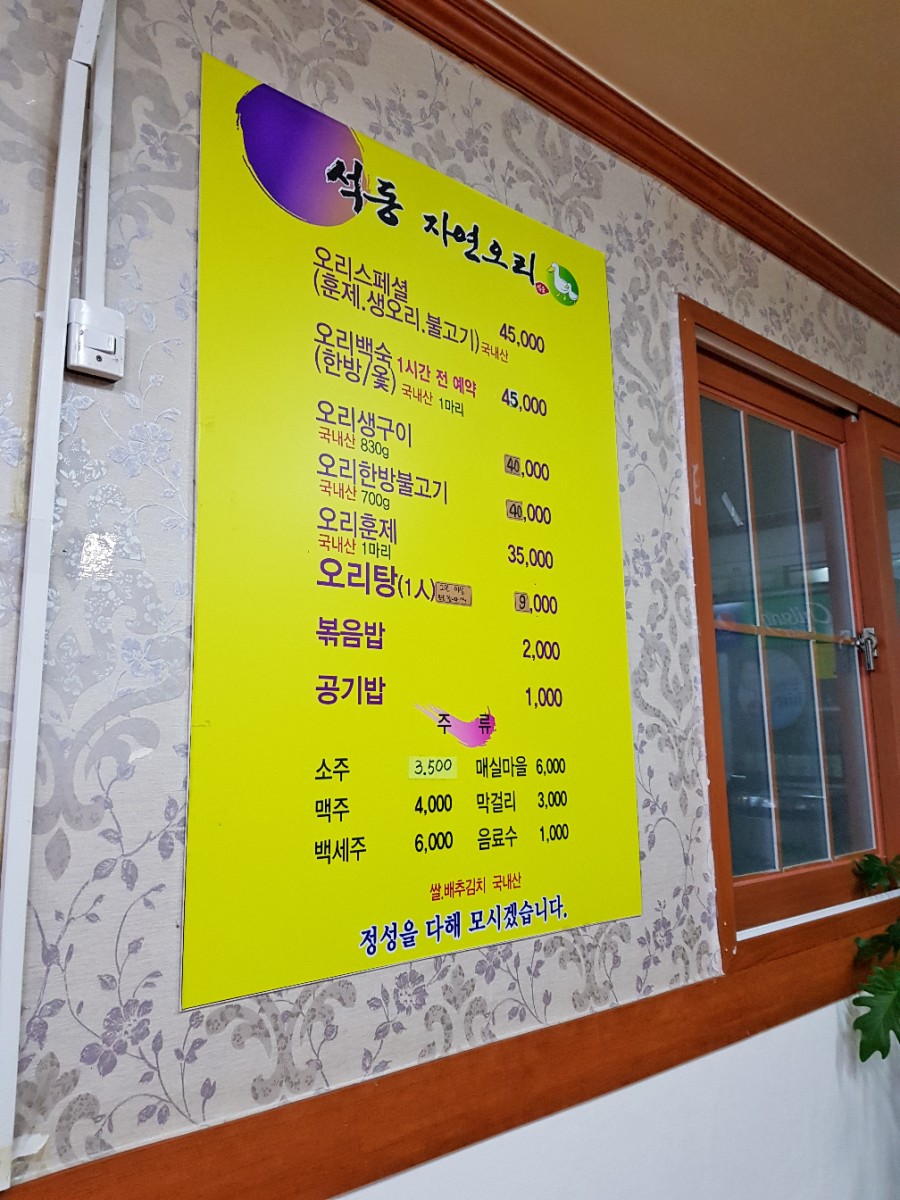 석동 자연오리
오리스페셜
(훈제.생오리.불고기) 국내산 45,000
오리백숙 1시간 전 예약
(한방/옻) 국내산 1마리 45,000
오리생구이
국내산 830g 40,000
오리한방불고기
국내산 700g 40,000
오리훈제
국내산 1마리 35,000
오리탕(1人) 9,000
볶음밥 2,000
공기밥 1,000
주 류
소주 3.500 매실마을 6,000
맥주 4,000 막걸리 3,000
백세주 6,000 음료수 1,000
쌀.배추김치 국내산
정성을 다해 모시겠습니다.